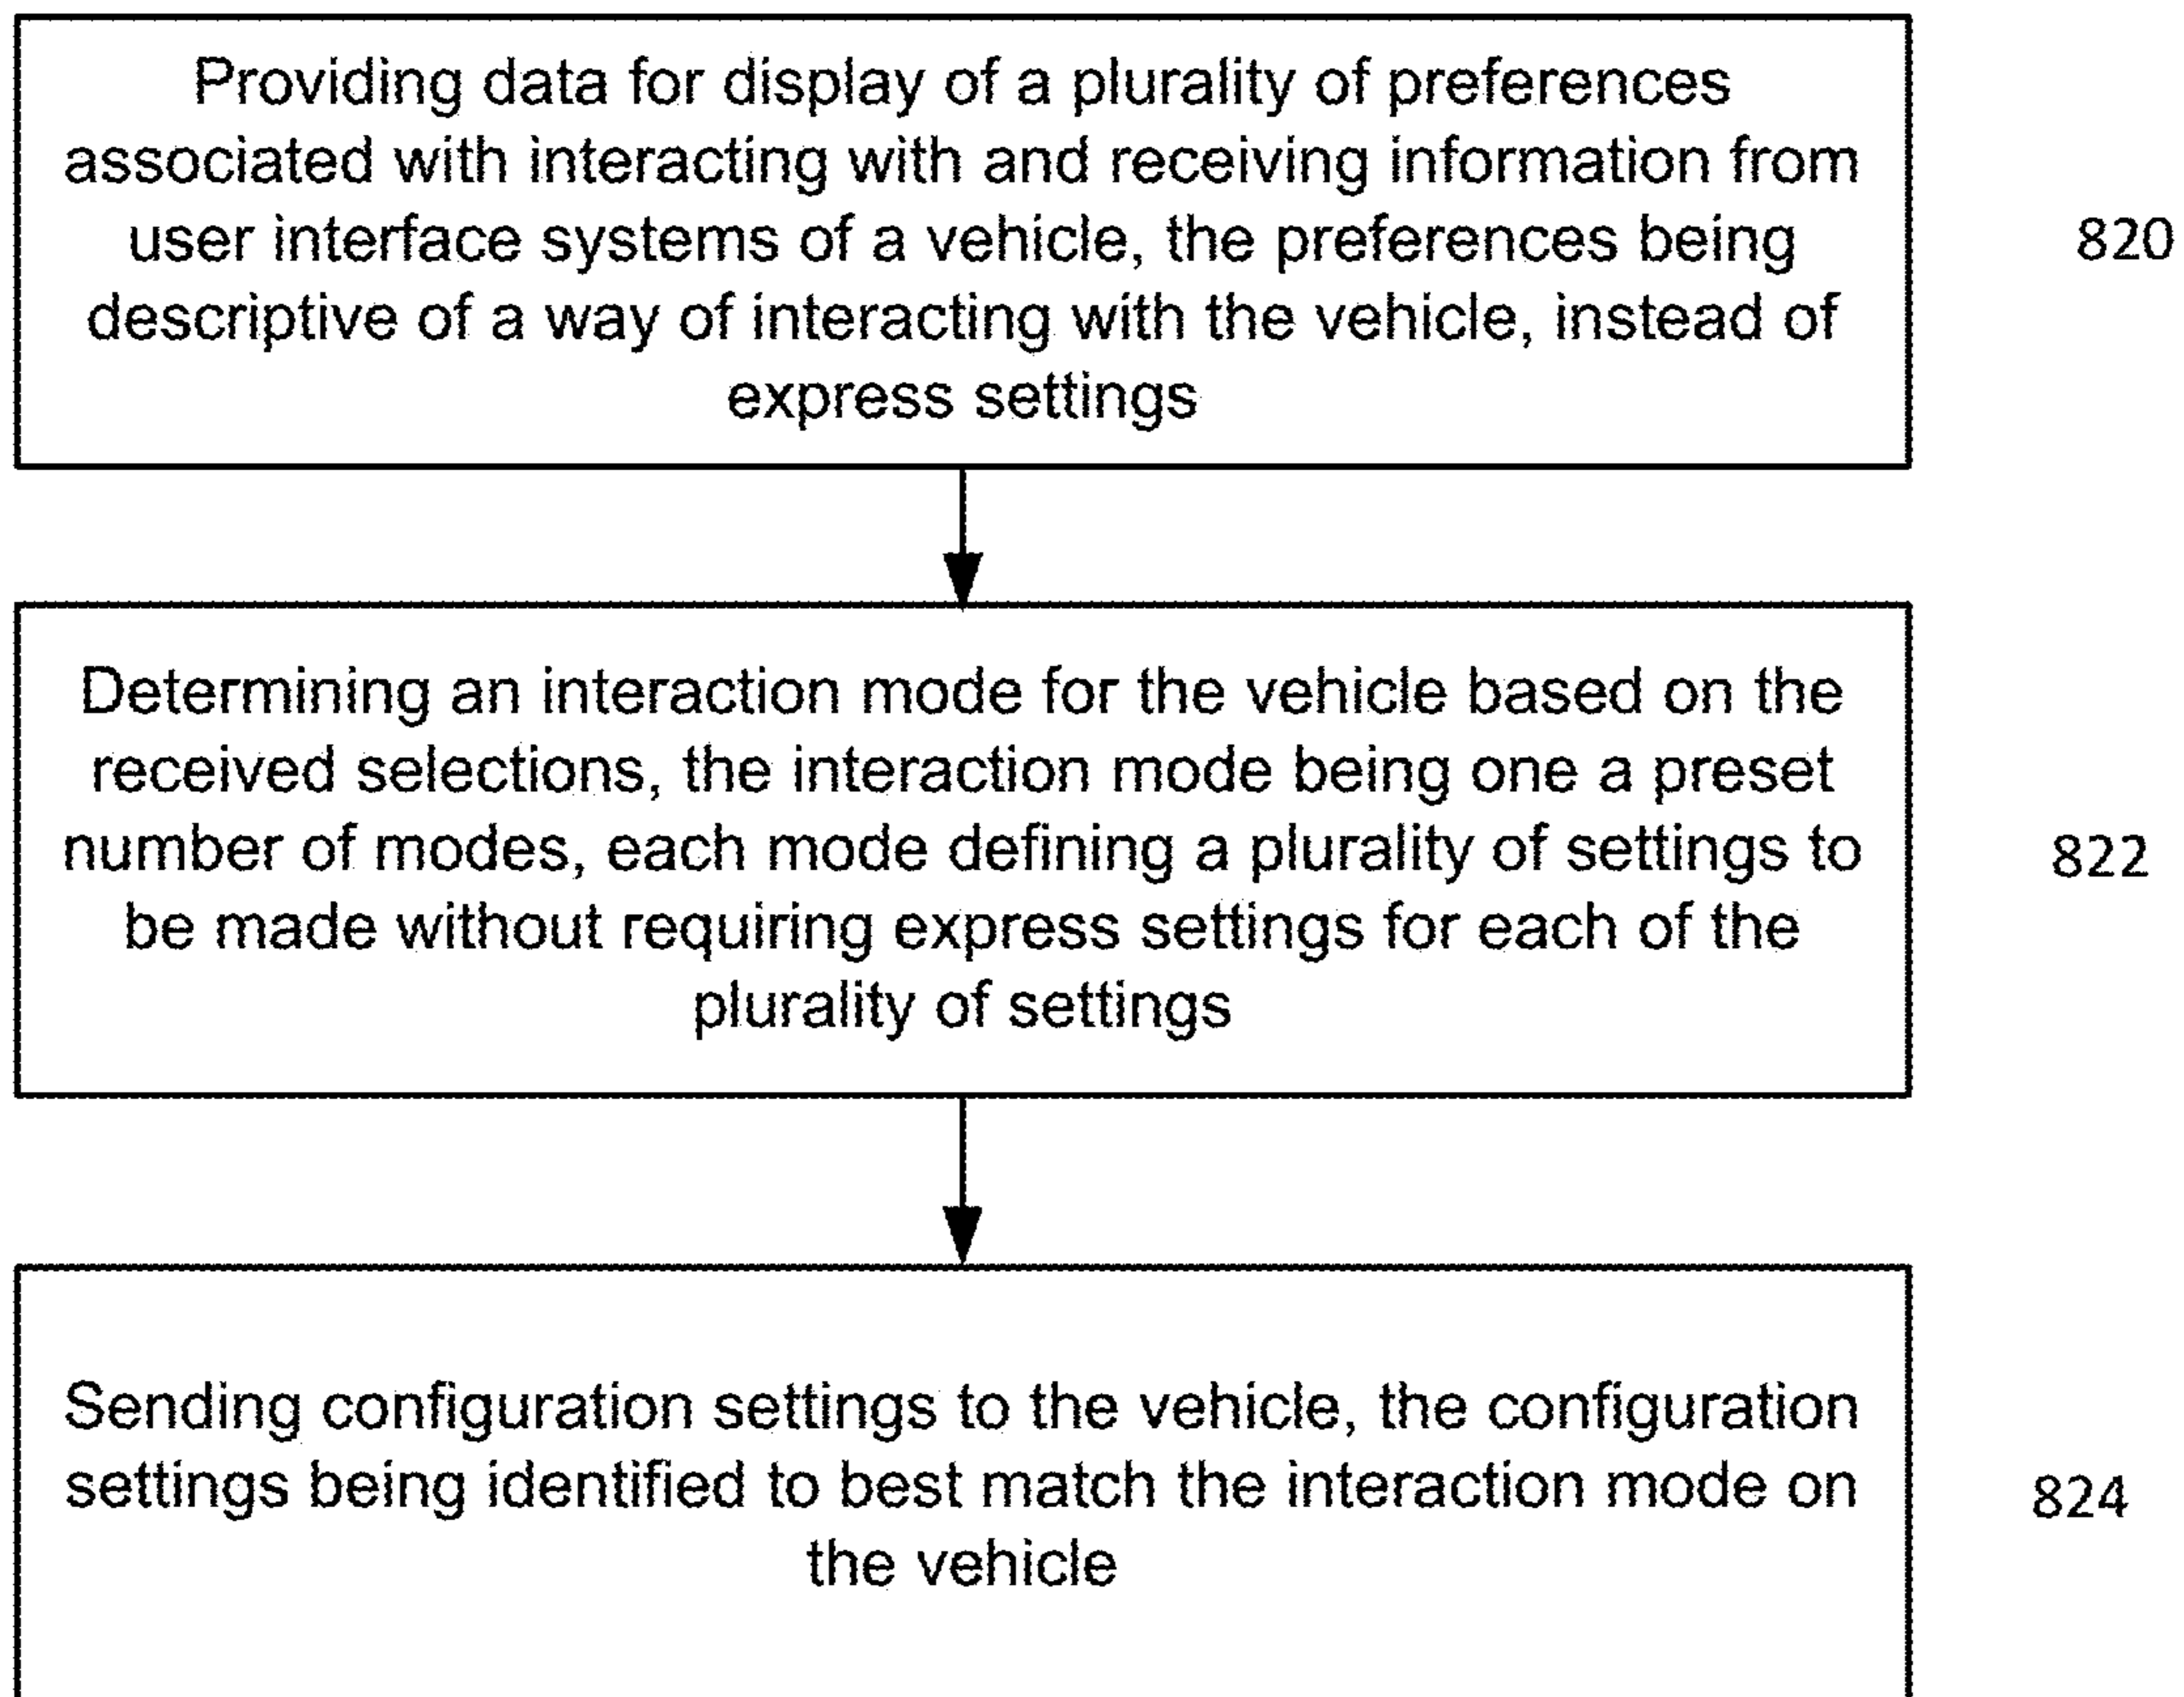 Providing data for display of a plurality of preferences
associated with interacting with and receiving information from
user interface systems of a vehicle, the preferences being
descriptive of a way of interacting with the vehicle, instead of
express settings
820
Determining an interaction mode for the vehicle based on the
received selections, the interaction mode being one a preset
number of modes, each mode defining a plurality of settings to
be made without requiring express settings for each of the
plurality of settings
822
Sending configuration settings to the vehicle, the configuration
settings being identified to best match the interaction mode on
the vehicle
824